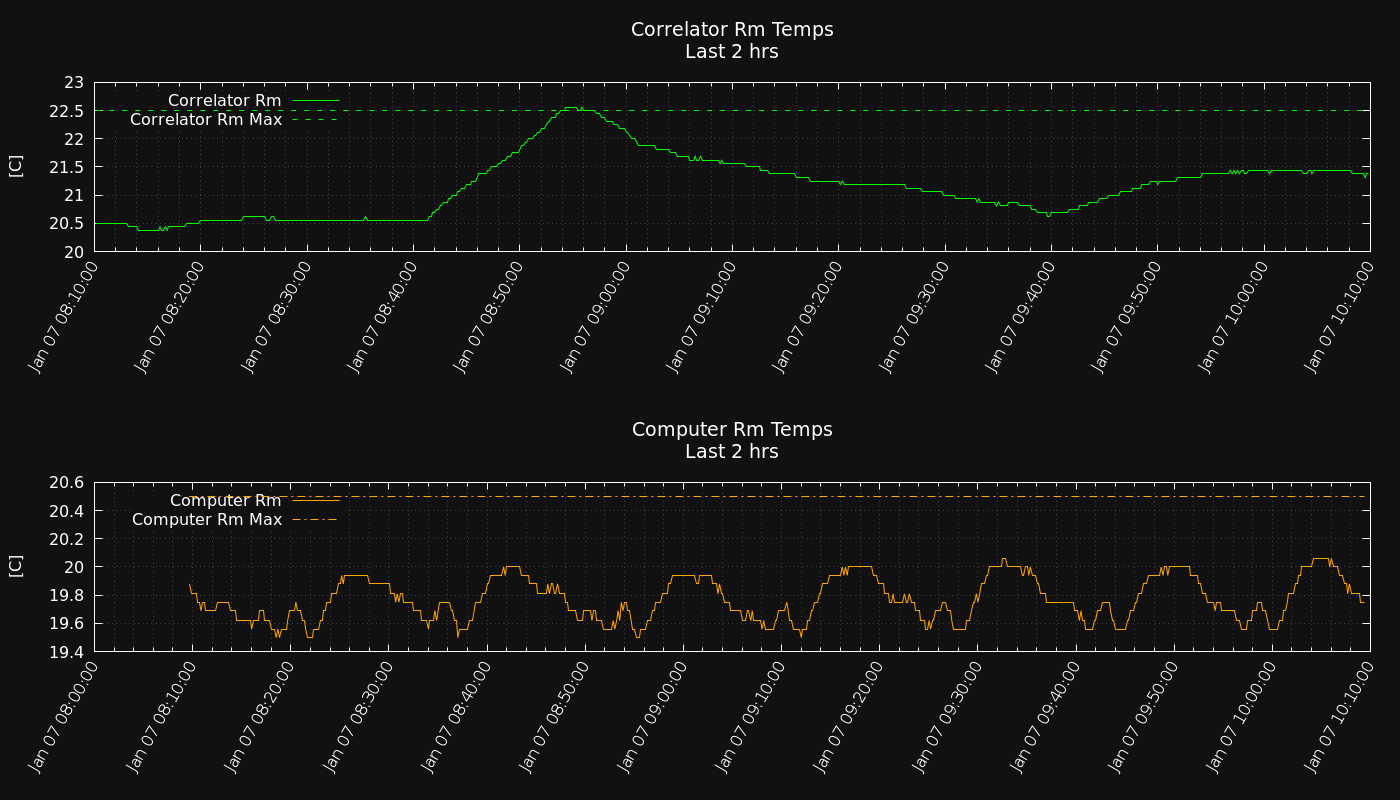 Correlator Rm Temps
Last 2 hrs
[C]
23
22.5
22
21.5
21
20.5
20
Correlator Rm
Correlator Rm Max
Jan 07 08:10:00
Jan 07 08:20:00
Jan 07 08:30:00
Jan 07 08:40:00
Jan 07 08:50:00
Jan 07 09:00:00
Jan 07 09:10:00
Jan 07 09:20:00
Jan 07 09:30:00
Jan 07 09:40:00
Jan 07 09:50:00
Jan 07 10:00:00
Jan 07 10:10:00
Computer Rm Temps
Last 2 hrs
[C]
20.6
20.4
20.2
20
19.8
19.6
19.4
Computer Rm
Computer Rm Max
Jan 07 08:00:00
Jan 07 08:10:00
Jan 07 08:20:00
Jan 07 08:30:00
Jan 07 08:40:00
Jan 07 08:50:00
Jan 07 09:00:00
Jan 07 09:10:00
Jan 07 09:20:00
Jan 07 09:30:00
Jan 07 09:40:00
Jan 07 09:50:00
Jan 07 10:00:00
Jan 07 10:10:00